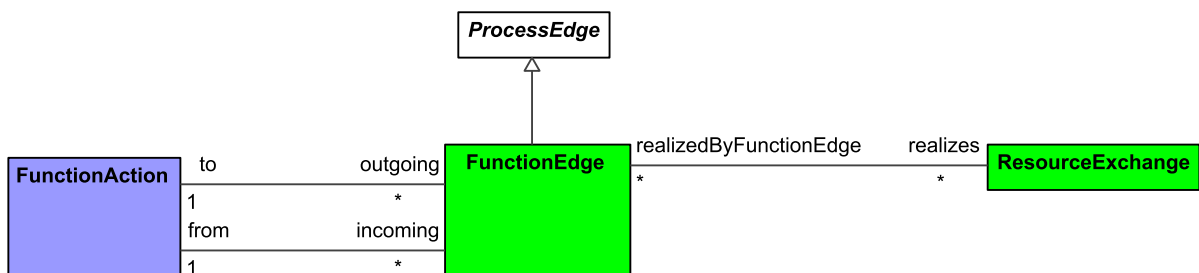 ProcessEdge
realizedByFunctionEdge
realizes
to
outgoing
FunctionEdge
ResourceExchange
FunctionAction
*
*
1
*
from
incoming
1
*